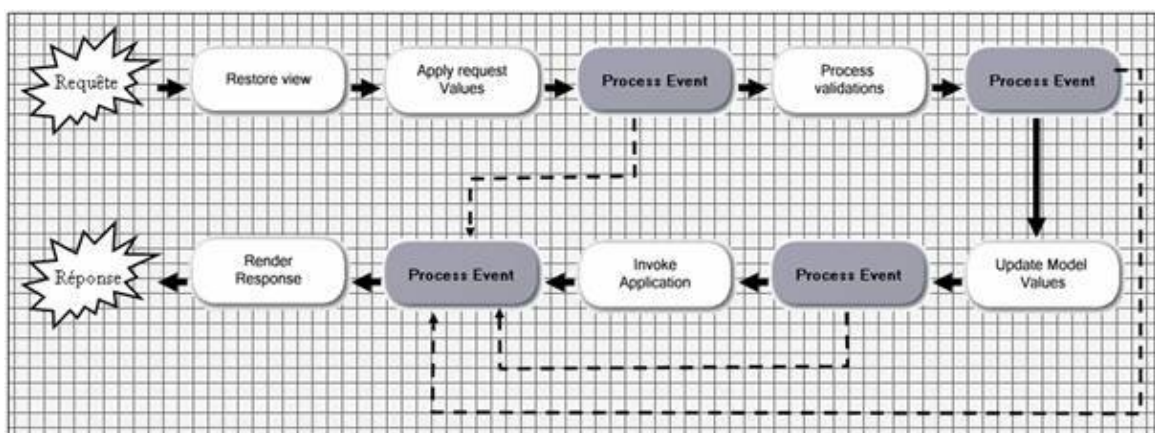 Requête
Restore view
Apply request
Values
Process Event
Process
validations
Process Event
Réponse
Render
Response
Process Event
Invoke
Application
Process Event
Update Model
Values